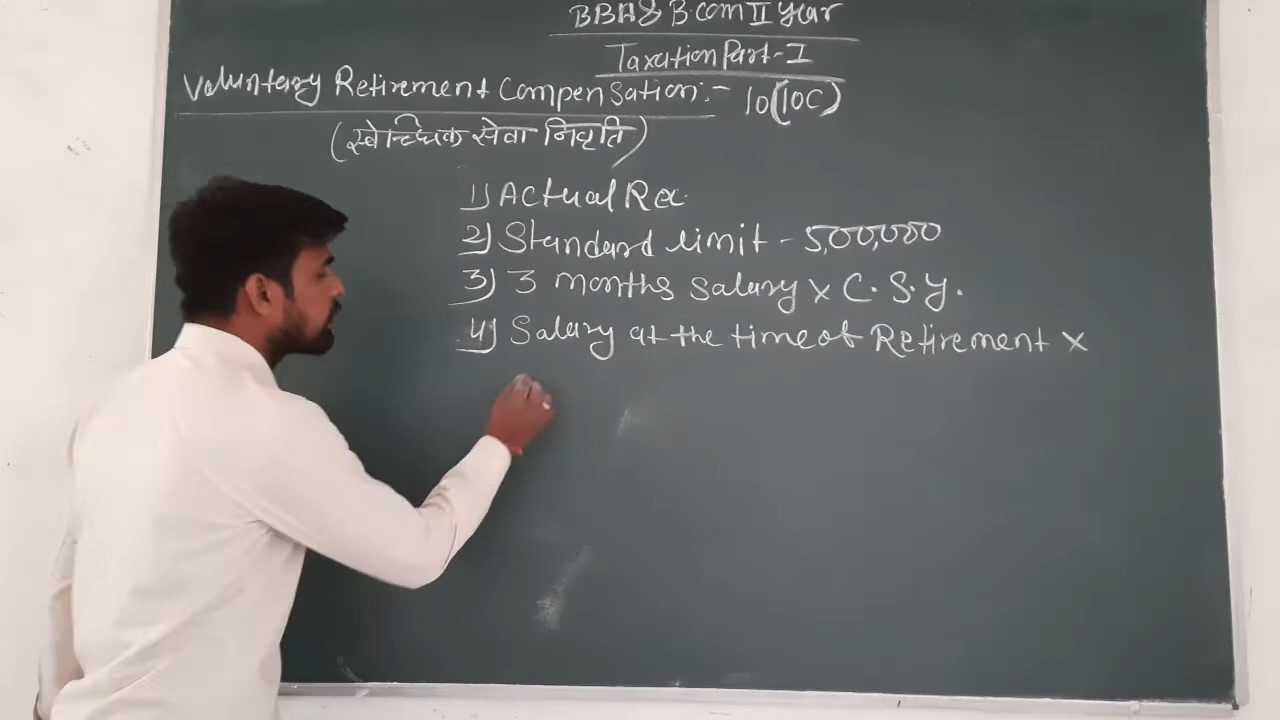 BBA & B.com II year
Taxation Part-I
Voluntary Retirement Compensation:- 10(10C)
(स्वेच्छिक सेवा निवृति)
1) Actual Rec.
2) Standard limit - 5,00,000
3) 3 months salary x C.S.Y.
4) Salary at the time of Retirement x